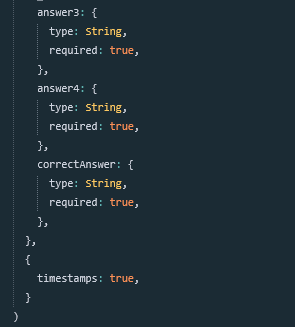 answer3: {
type: String,
required: true,
},
answer4: {
type: String,
required: true,
},
correctAnswer: {
type: String,
required: true,
},
},
{
timestamps: true,
}
)